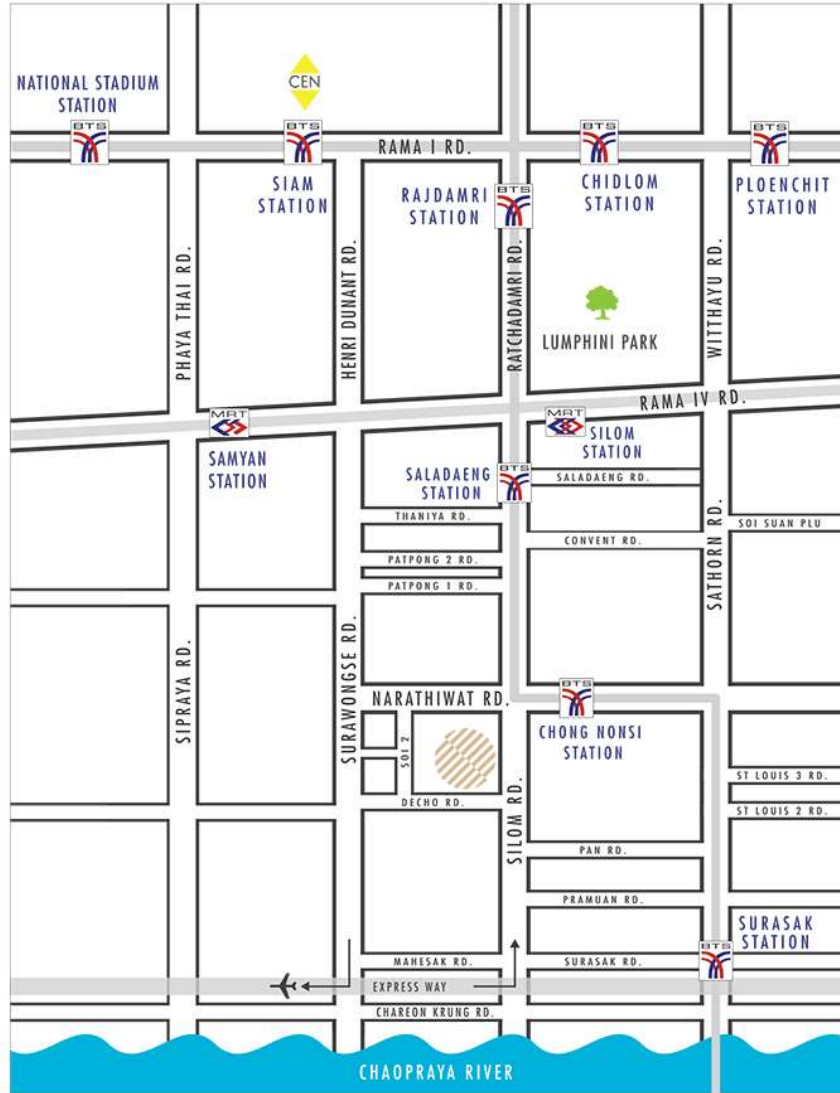 CEN
NATIONAL STADIUM
STATION
BTS
BTS
BTS
BTS
RAMA I RD.
SIAM
STATION
RAJDAMRI
STATION
BTS
CHIDLOM
STATION
PLOENCHIT
STATION
PHAYA THAI RD.
HENRI DUNANT RD.
RATCHADAMRI RD.
WITTHAYU RD.
LUMPHINI PARK
RAMA IV RD.
MRT
MRT
SAMYAN
STATION
SILOM
STATION
SALADAENG
STATION
BTS
SALADAENG RD.
THANIYA RD.
SOI SUAN PLU
CONVENT RD.
PATPONG 2 RD.
PATPONG 1 RD.
SATHORN RD.
SIPRAYA RD.
SURAWONGSE RD.
NARATHIWAT RD.
BTS
CHONG NONSI
STATION
SOI 2
DECHO RD.
SILOM RD.
ST LOUIS 3 RD.
ST LOUIS 2 RD.
PAN RD.
PRAMUAN RD.
SURASAK
STATION
BTS
MAHESAK RD.
SURASAK RD.
EXPRESS WAY
CHAREON KRUNG RD.
CHAOPRAYA RIVER